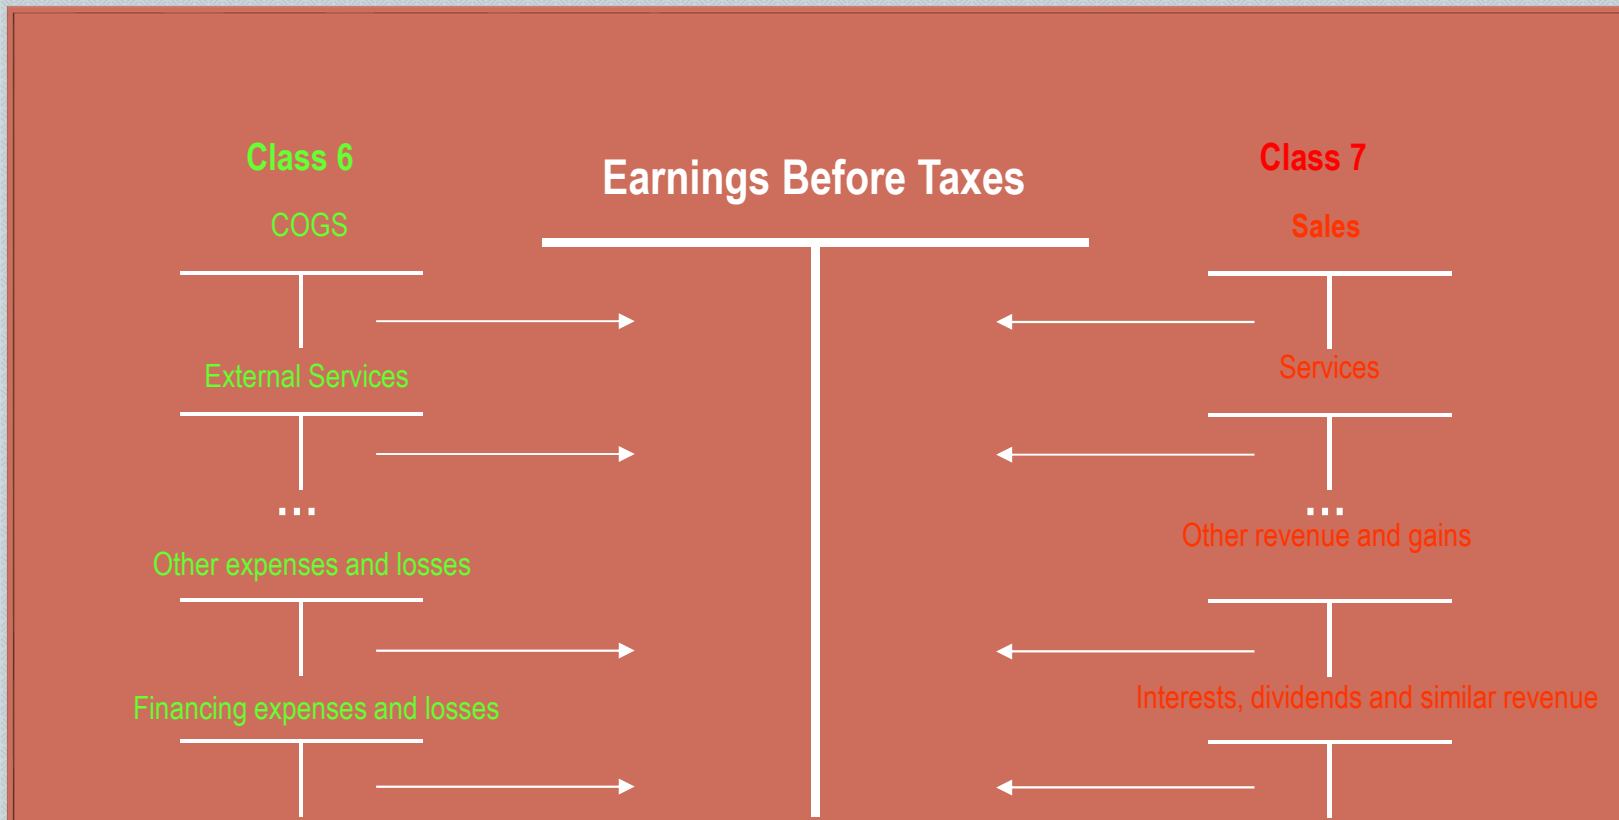 Class 6
Earnings Before Taxes
Class 7
COGS
Sales
External Services
Services
...
...
Other expenses and losses
Other revenue and gains
Financing expenses and losses
Interests, dividends and similar revenue